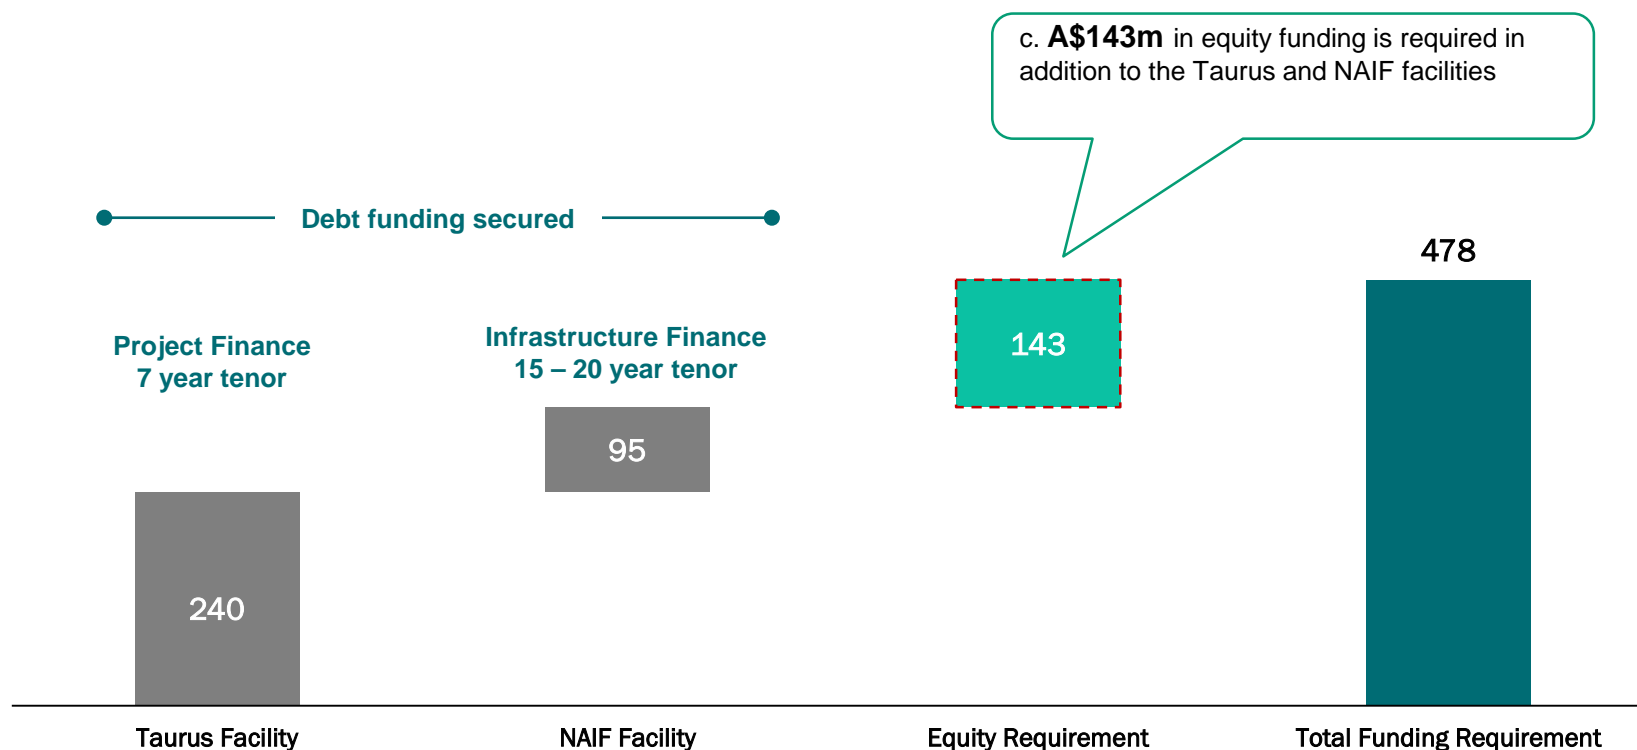 c. A$143m in equity funding is required in
addition to the Taurus and NAIF facilities
Debt funding secured
478
Project Finance
7 year tenor
Infrastructure Finance
15 – 20 year tenor
143
95
240
Taurus Facility
NAIF Facility
Equity Requirement
Total Funding Requirement